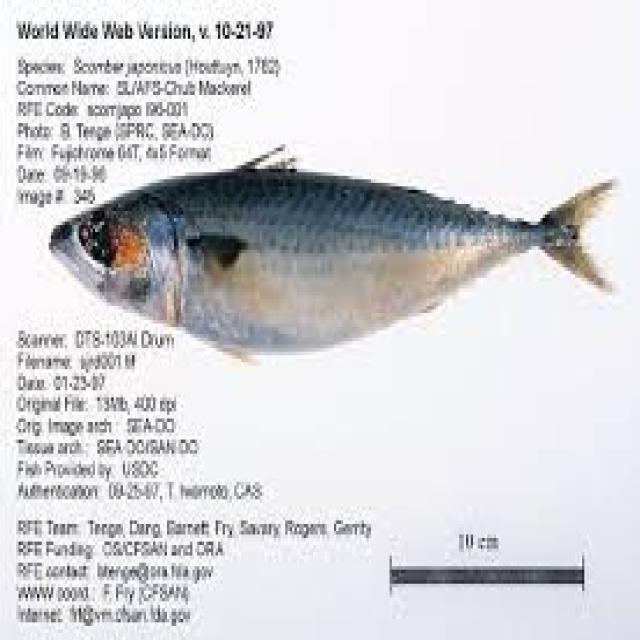 World Wide Web Version, v. 10-21-97
Species: Scomber japonicus (Houttuyn, 1782)
Common Name: SL/AFS-Chub Mackerel
RFE Code: scomjapo I96-001
Photo: B. Tenge (SPRC, SEA-DO)
Film: Fujichrome 64T, 4x5 Format
Date: 09-19-96
Image #: 345
Scanner: DTS-1030AI Drum
Filename:
Date: 01-23-97
Original File: 13Mb, 400 dpi
Orig. Image arch.: SEA-DO
Tissue arch.: SEA-DO/SAN-DO
Fish Provided by: USDC
Authentication: 09-25-97, T. Iwamoto, CAS
RFE Team: Tenge, Dang, Barnett, Fry, Savary, Rogers, Gerrity
RFE Funding: OS/CFSAN and ORA
RFE contact: btenge@ora.fda.gov
WWW coord.: F. Fry (CFSAN)
Internet: frf@vm.cfsan.fda.gov
10 cm